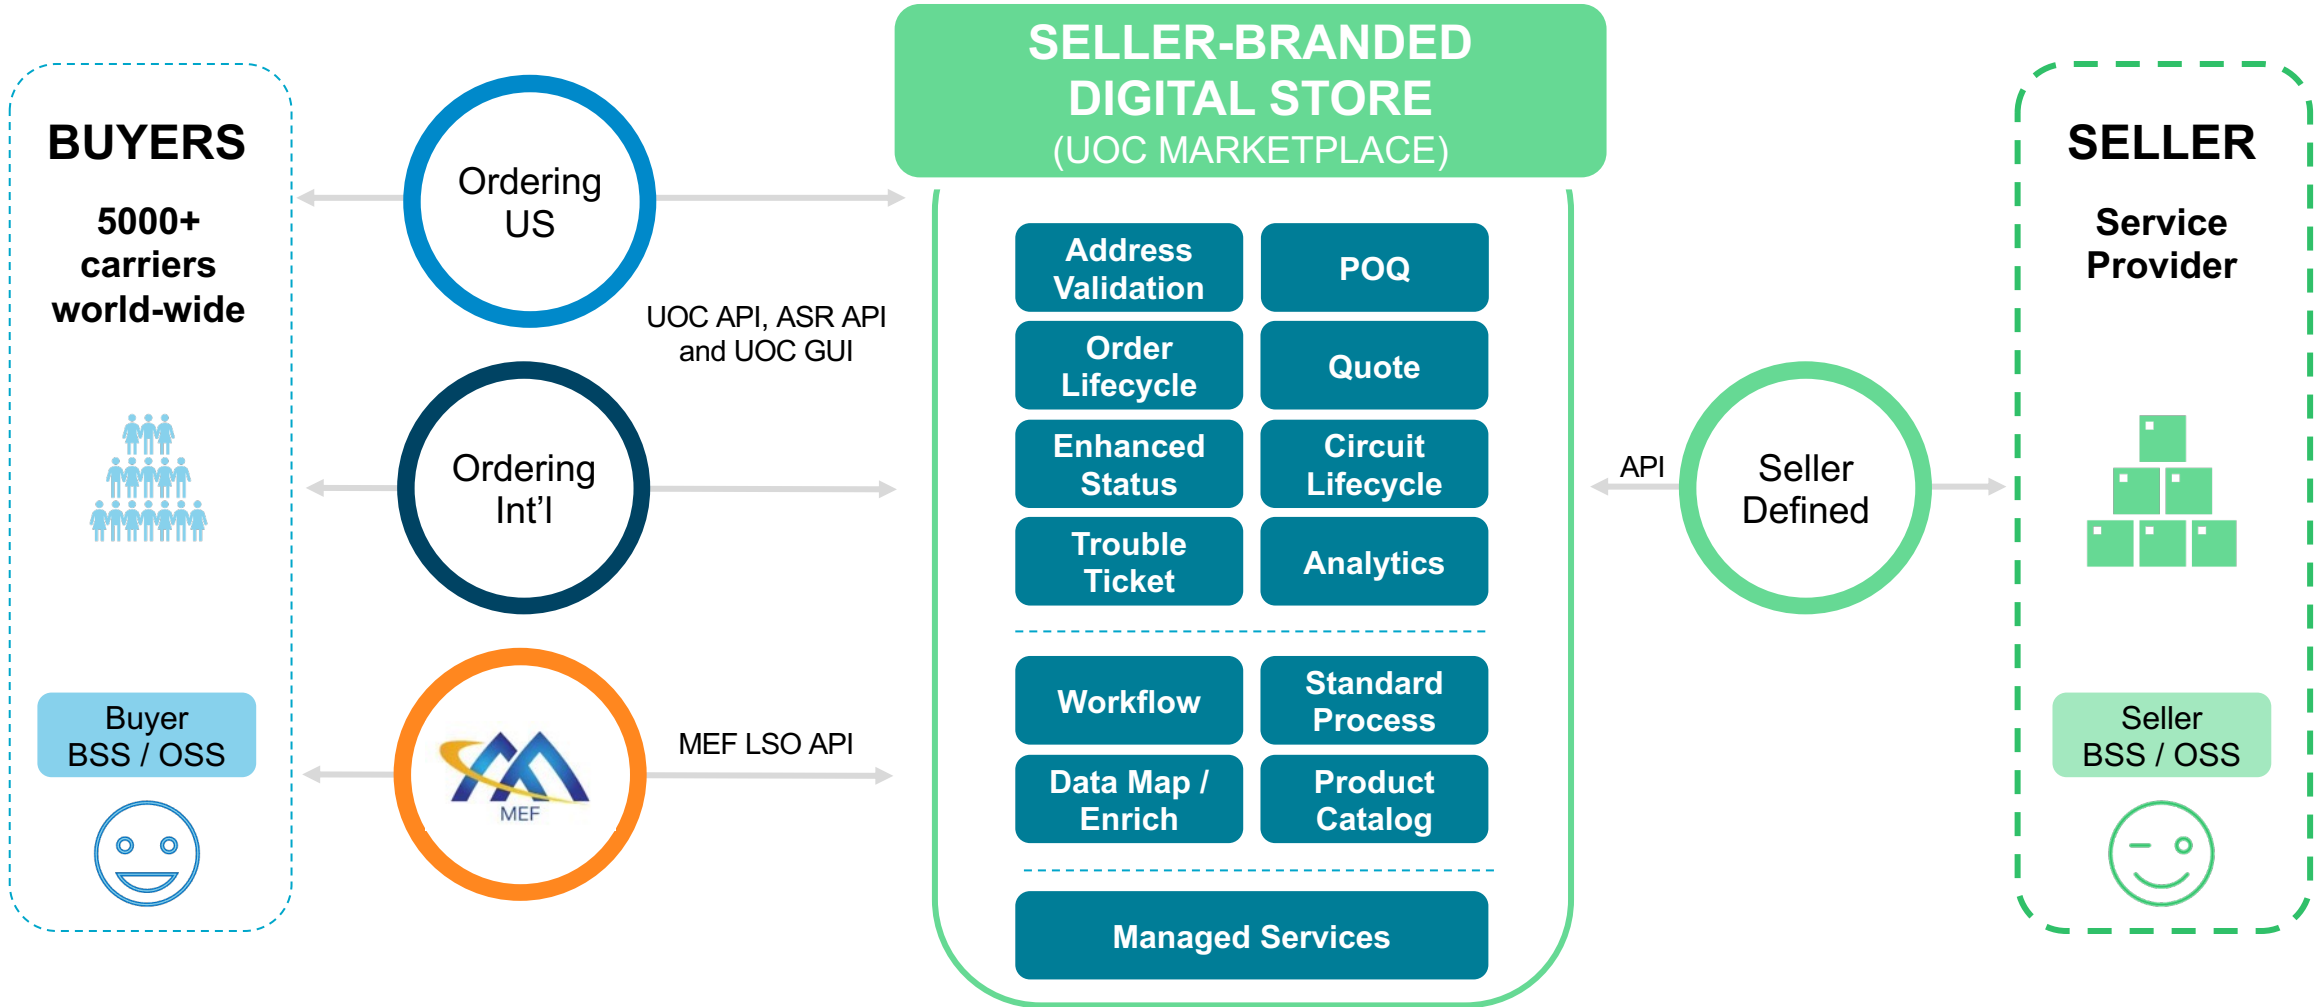 BUYERS
5000+
carriers
world-wide
Buyer
BSS / OSS
Ordering
US
UOC API, ASR API
and UOC GUI
Ordering
Int'l
MEF
MEF LSO API
SELLER-BRANDED
DIGITAL STORE
(UOC MARKETPLACE)
Address
Validation
POQ
Order
Lifecycle
Quote
Enhanced
Status
Circuit
Lifecycle
Trouble
Ticket
Analytics
Workflow
Standard
Process
Data Map /
Enrich
Product
Catalog
Managed Services
API
Seller
Defined
SELLER
Service
Provider
Seller
BSS / OSS